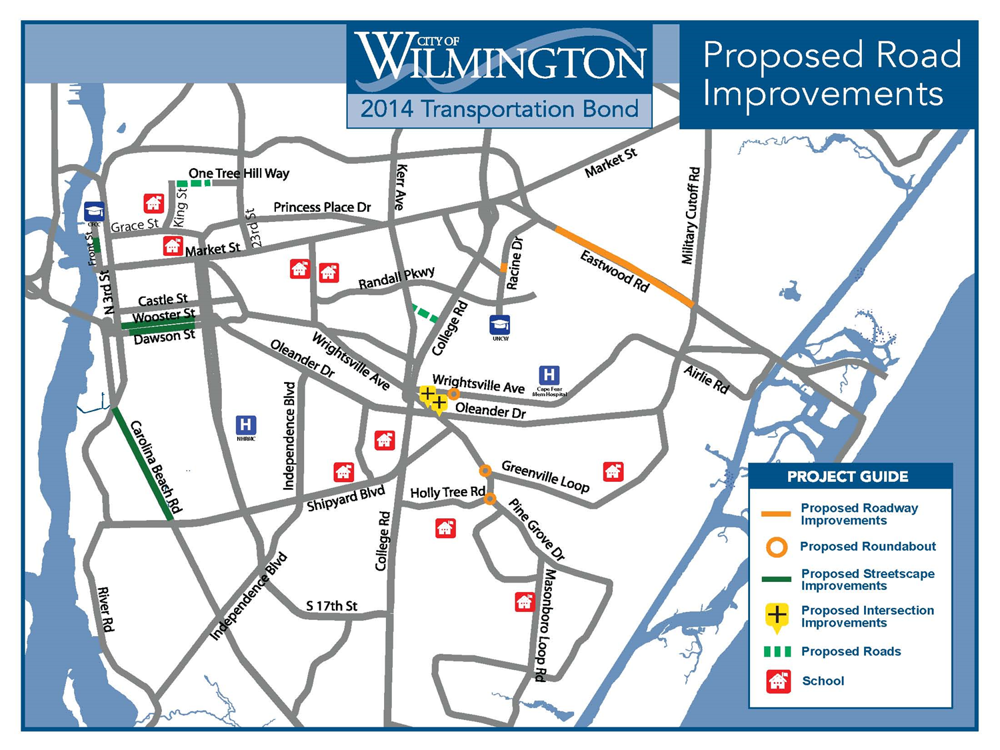 CITY OF
WILMINGTON
2014 Transportation Bond
Proposed Road
Improvements
Market St
One Tree Hill Way
Kerr Ave
Military Cutoff Rd
King St
Princess Place Dr
CFCC
Grace St
23rd St
Front St
Market St
Racine Dr
Eastwood Rd
N 3rd St
Randall Pkwy
Castle St
Wooster St
Dawson St
College Rd
UNCW
Wrightsville Ave
Oleander Dr
H
Cape Fear
Mem Hospital
Wrightsville Ave
Airlie Rd
Oleander Dr
Independence Blvd
H
NHRMC
Carolina Beach Rd
Greenville Loop
Shipyard Blvd
Holly Tree Rd
Pine Grove Dr
College Rd
Independence Blvd
River Rd
S 17th St
Masonboro Loop Rd
PROJECT GUIDE
Proposed Roadway
Improvements
Proposed Roundabout
Proposed Streetscape
Improvements
Proposed Intersection
Improvements
Proposed Roads
School